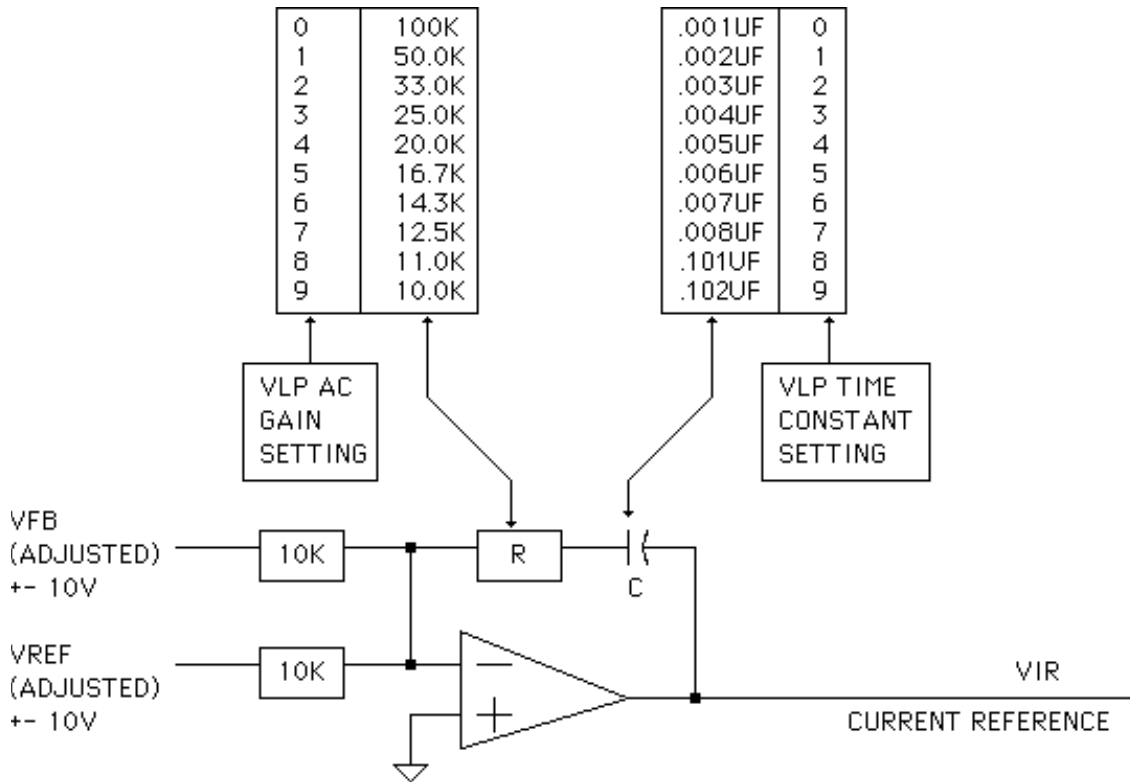 0 100K
1 50.0K
2 33.0K
3 25.0K
4 20.0K
5 16.7K
6 14.3K
7 12.5K
8 11.0K
9 10.0K
.001UF 0
.002UF 1
.003UF 2
.004UF 3
.005UF 4
.006UF 5
.007UF 6
.008UF 7
.101UF 8
.102UF 9
VLP AC
GAIN
SETTING
VLP TIME
CONSTANT
SETTING
VFB
(ADJUSTED)
+- 10V
10K
R
C
VREF
(ADJUSTED)
+- 10V
10K
VIR
CURRENT REFERENCE